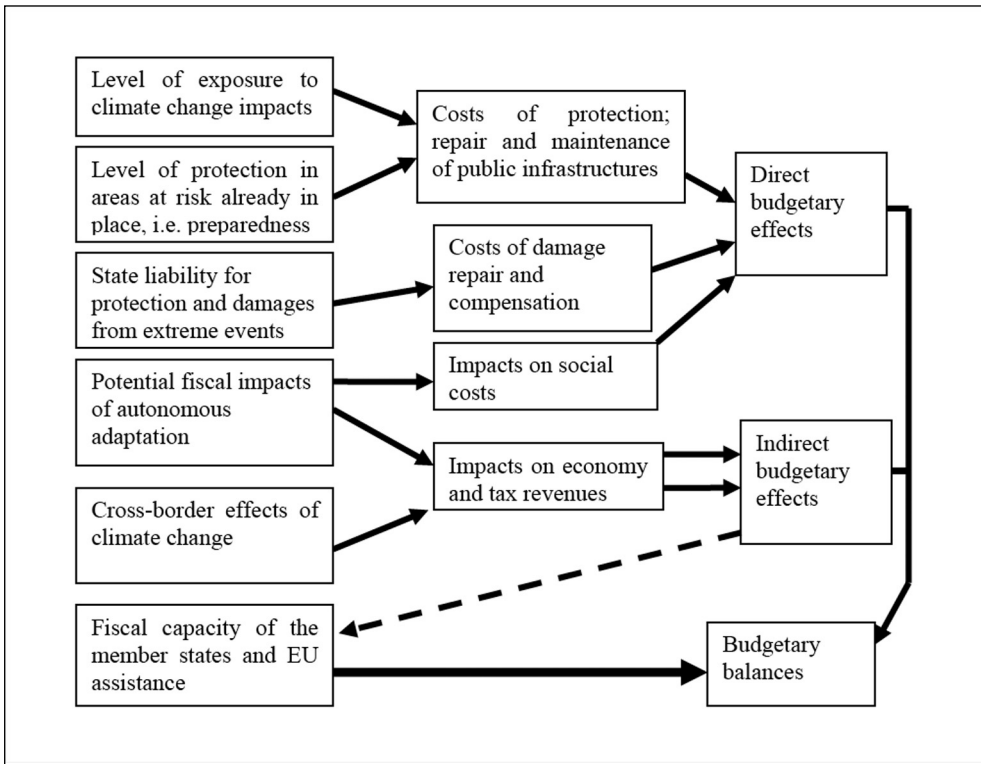 Level of exposure to
climate change impacts
Level of protection in
areas at risk already in
place, i.e. preparedness
State liability for
protection and damages
from extreme events
Potential fiscal impacts
of autonomous
adaptation
Cross-border effects of
climate change
Fiscal capacity of the
member states and EU
assistance
Costs of protection;
repair and maintenance
of public infrastructures
Costs of damage
repair and
compensation
Impacts on social
costs
Impacts on economy
and tax revenues
Direct
budgetary
effects
Indirect
budgetary
effects
Budgetary
balances